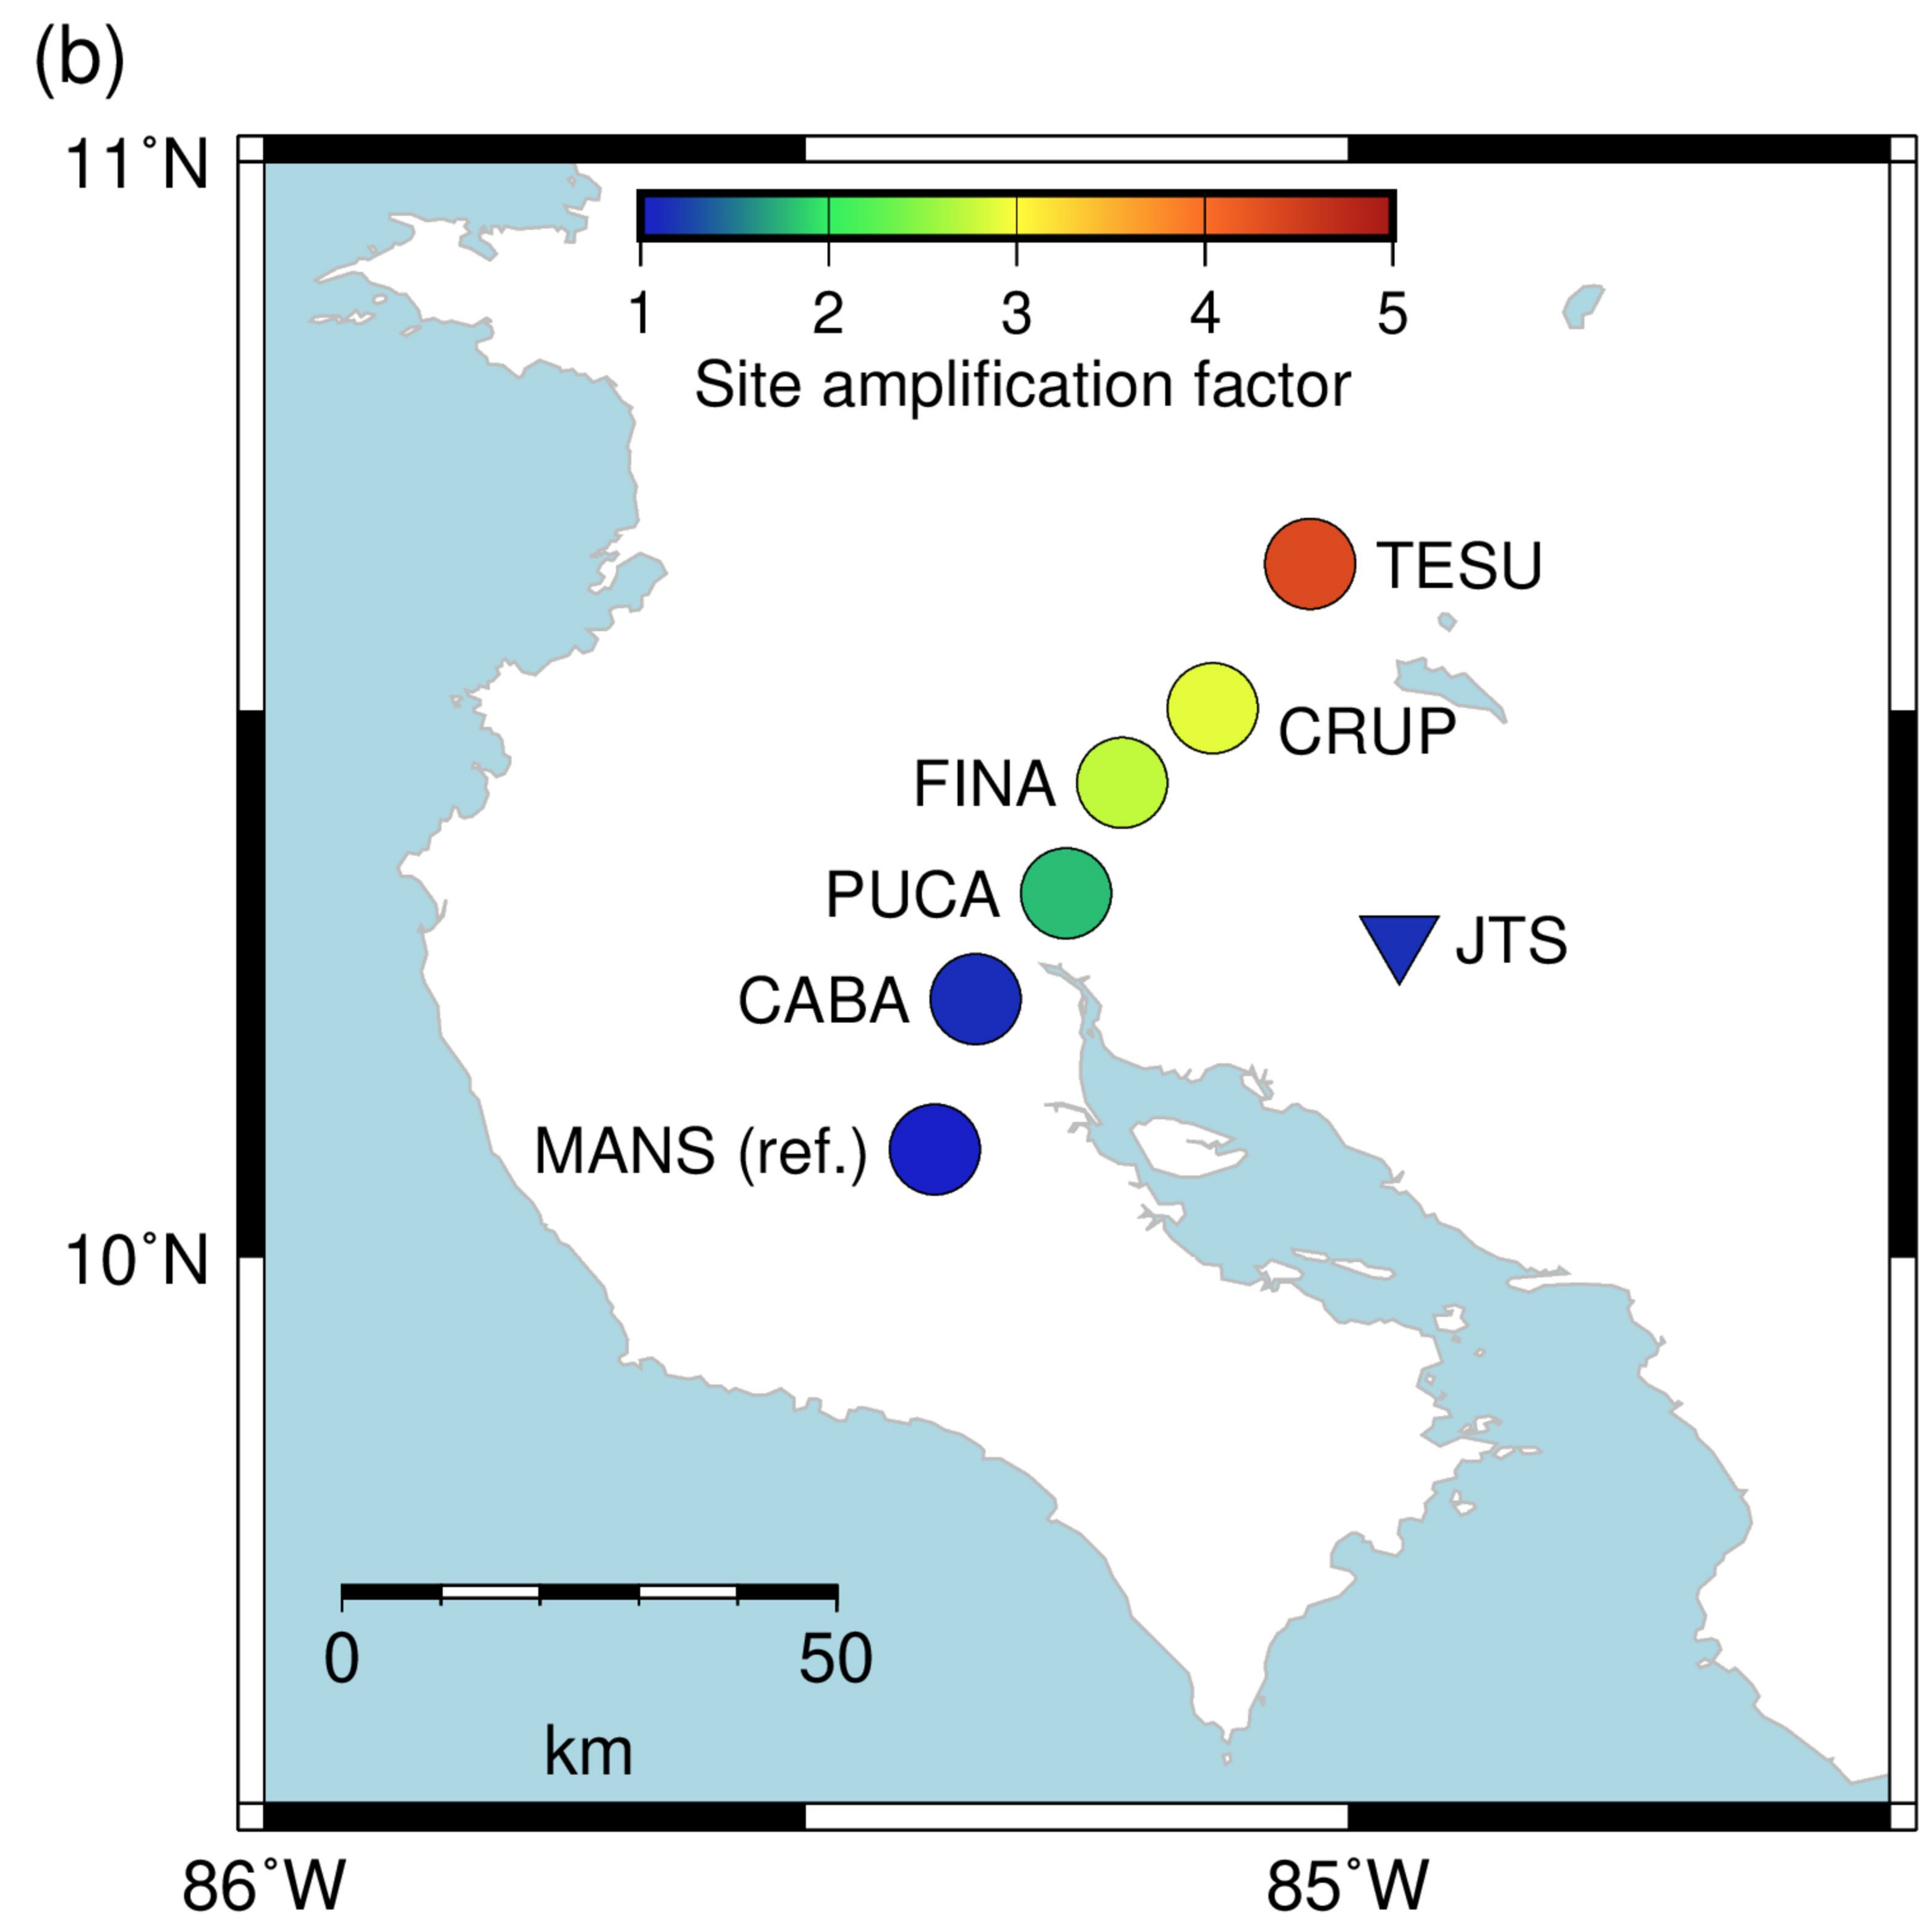 (b)
11°N
1 2 3 4 5
Site amplification factor
TESU
CRUP
FINA
PUCA
JTS
CABA
MANS (ref.)
10°N
0 50
km
86°W 85°W